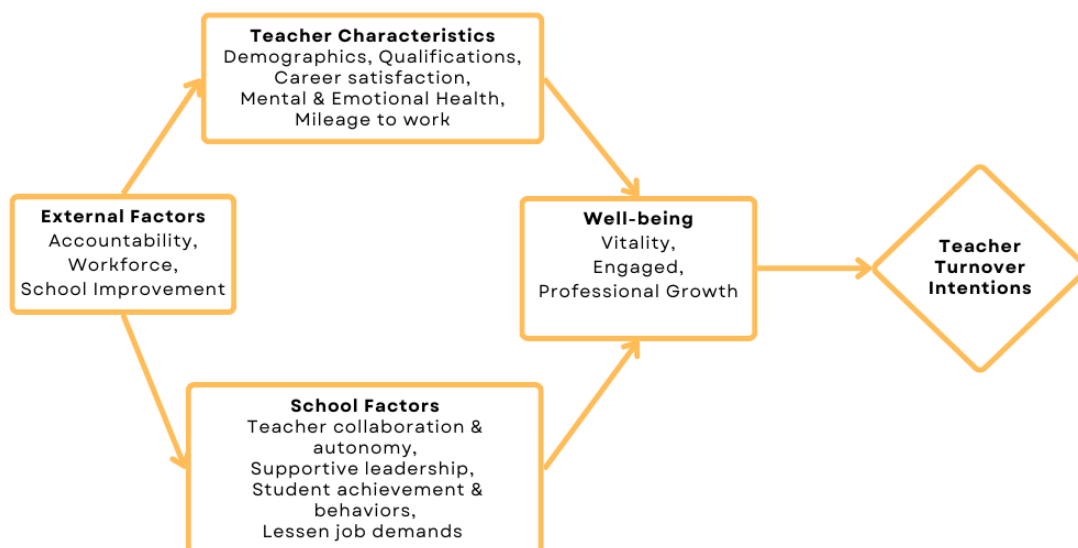 Teacher Characteristics
Demographics, Qualifications,
Career satisfaction,
Mental & Emotional Health,
Mileage to work
External Factors
Accountability,
Workforce,
School Improvement
Well-being
Vitality,
Engaged,
Professional Growth
Teacher
Turnover
Intentions
School Factors
Teacher collaboration &
autonomy,
Supportive leadership,
Student achievement &
behaviors,
Lessen job demands